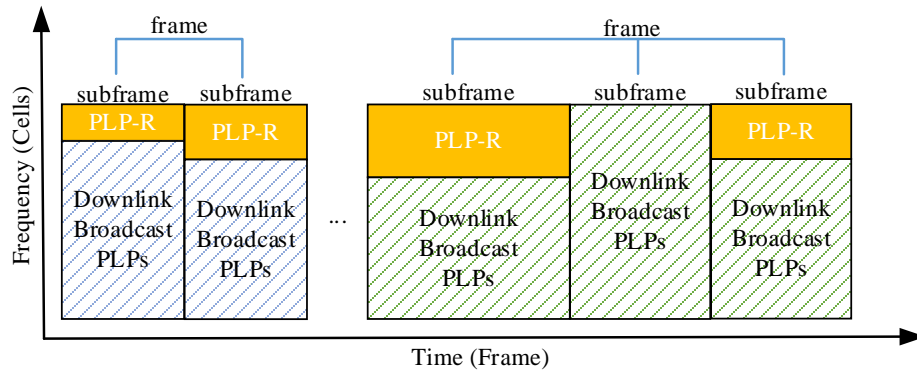 frame
frame
subframe
subframe
subframe
subframe
subframe
PLP-R
PLP-R
PLP-R
PLP-R
Downlink
Broadcast
PLPs
Downlink
Broadcast
PLPs
...
Downlink
Broadcast
PLPs
Downlink
Broadcast
PLPs
Downlink
Broadcast
PLPs
Frequency (Cells)
Time (Frame)